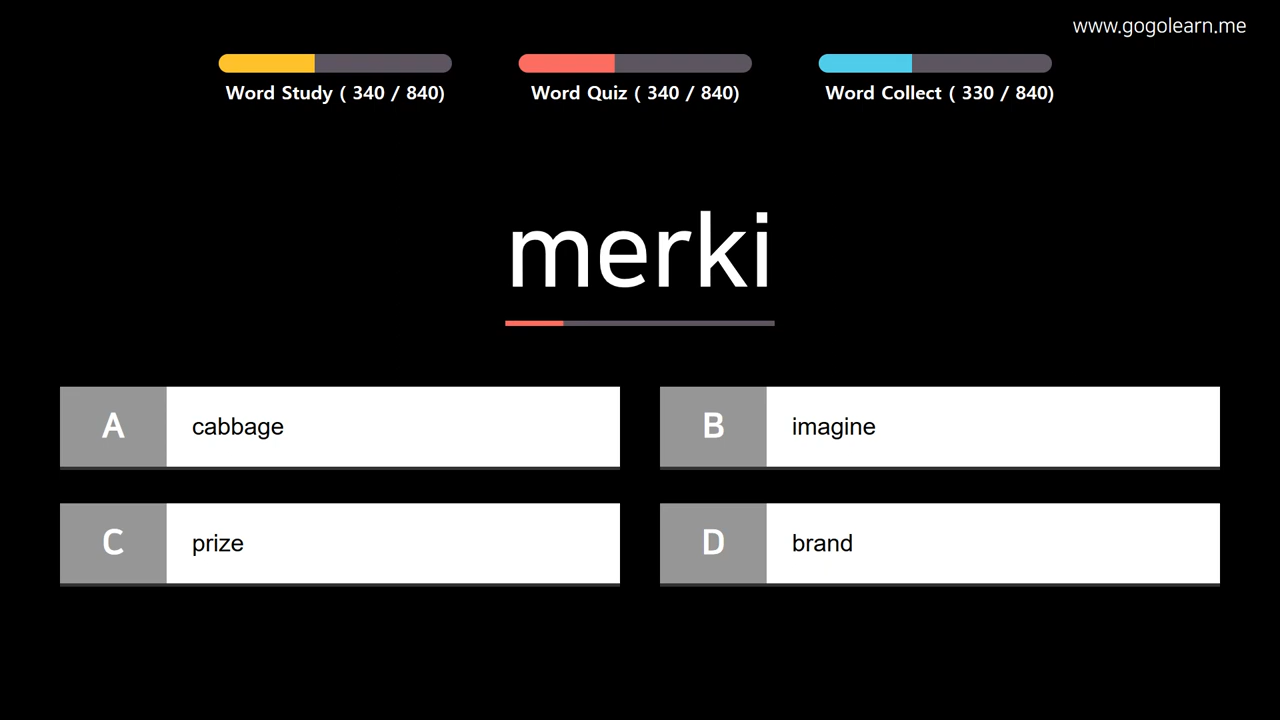 www.gogolearn.me
Word Study ( 340 / 840)
Word Quiz ( 340 / 840)
Word Collect ( 330 / 840)
merki
A cabbage
B imagine
C prize
D brand